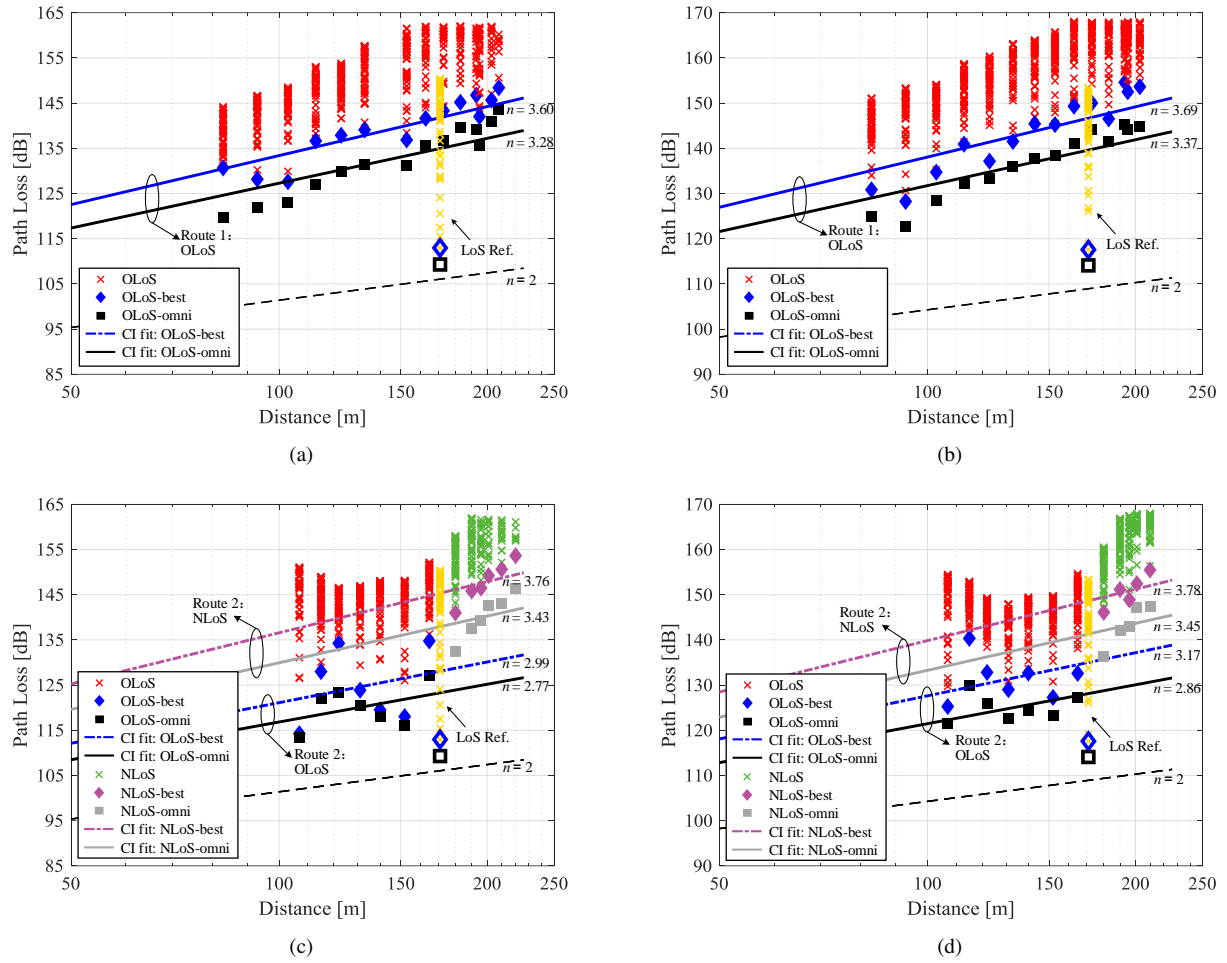 165
155
145
135
125
115
105
95
85
Path Loss [dB]
n = 3.60
n = 3.28
Route 1:
OLoS
LoS Ref.
n = 2
OLoS
OLoS-best
OLoS-omni
CI fit: OLoS-best
CI fit: OLoS-omni
50 100 150 200 250
Distance [m]
(a)
170
160
150
140
130
120
110
100
90
Path Loss [dB]
n = 3.69
n = 3.37
Route 1:
OLoS
LoS Ref.
n = 2
OLoS
OLoS-best
OLoS-omni
CI fit: OLoS-best
CI fit: OLoS-omni
50 100 150 200 250
Distance [m]
(b)
165
155
145
135
125
115
105
95
85
Path Loss [dB]
n = 3.76
n = 3.43
n = 2.99
n = 2.77
Route 2:
NLoS
Route 2:
OLoS
LoS Ref.
n = 2
OLoS
OLoS-best
OLoS-omni
CI fit: OLoS-best
CI fit: OLoS-omni
NLoS
NLoS-best
NLoS-omni
CI fit: NLoS-best
CI fit: NLoS-omni
50 100 150 200 250
Distance [m]
(c)
170
160
150
140
130
120
110
100
90
Path Loss [dB]
n = 3.78
n = 3.45
n = 3.17
n = 2.86
Route 2:
NLoS
Route 2:
OLoS
LoS Ref.
n = 2
OLoS
OLoS-best
OLoS-omni
CI fit: OLoS-best
CI fit: OLoS-omni
NLoS
NLoS-best
NLoS-omni
CI fit: NLoS-best
CI fit: NLoS-omni
50 100 150 200 250
Distance [m]
(d)